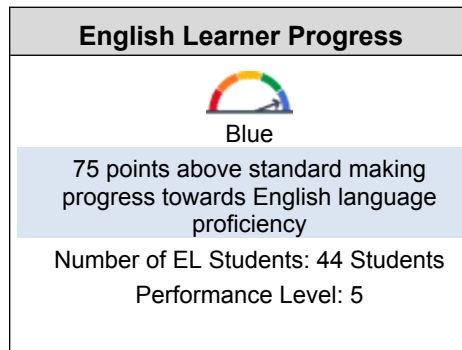 English Learner Progress
Blue
75 points above standard making
progress towards English language
proficiency
Number of EL Students: 44 Students
Performance Level: 5